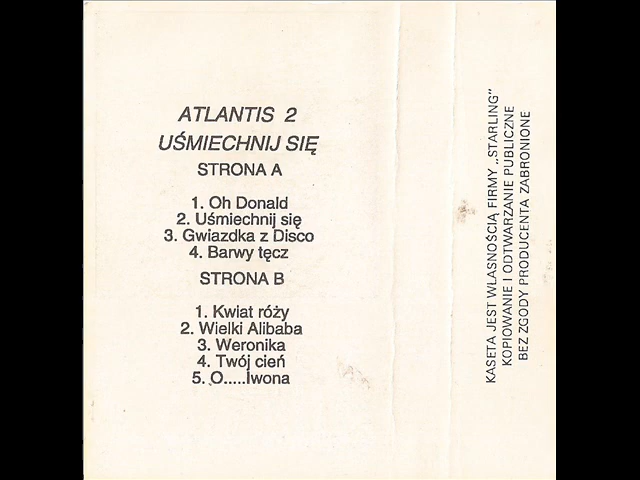 ATLANTIS 2
UŚMIECHNIJ SIĘ
STRONA A
1. Oh Donald
2. Uśmiechnij się
3. Gwiazdka z Disco
4. Barwy tęcz
STRONA B
1. Kwiat róży
2. Wielki Alibaba
3. Weronika
4. Twój cień
5. O.....Iwona
KASETA JEST WŁASNOŚCIĄ FIRMY „STARLING”
KOPIOWANIE I ODTWARZANIE PUBLICZNE
BEZ ZGODY PRODUCENTA ZABRONIONE